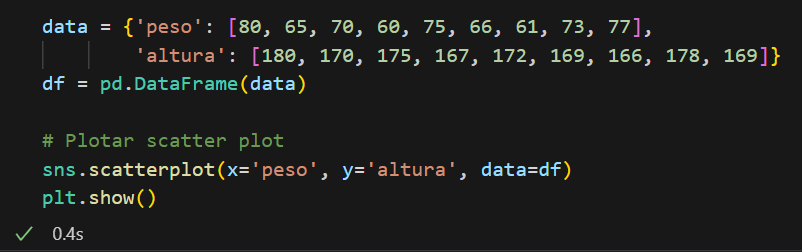 data = {'peso': [80, 65, 70, 60, 75, 66, 61, 73, 77],
'altura': [180, 170, 175, 167, 172, 169, 166, 178, 169]}
df = pd.DataFrame(data)
# Plotar scatter plot
sns.scatterplot(x='peso', y='altura', data=df)
plt.show()
0.4s